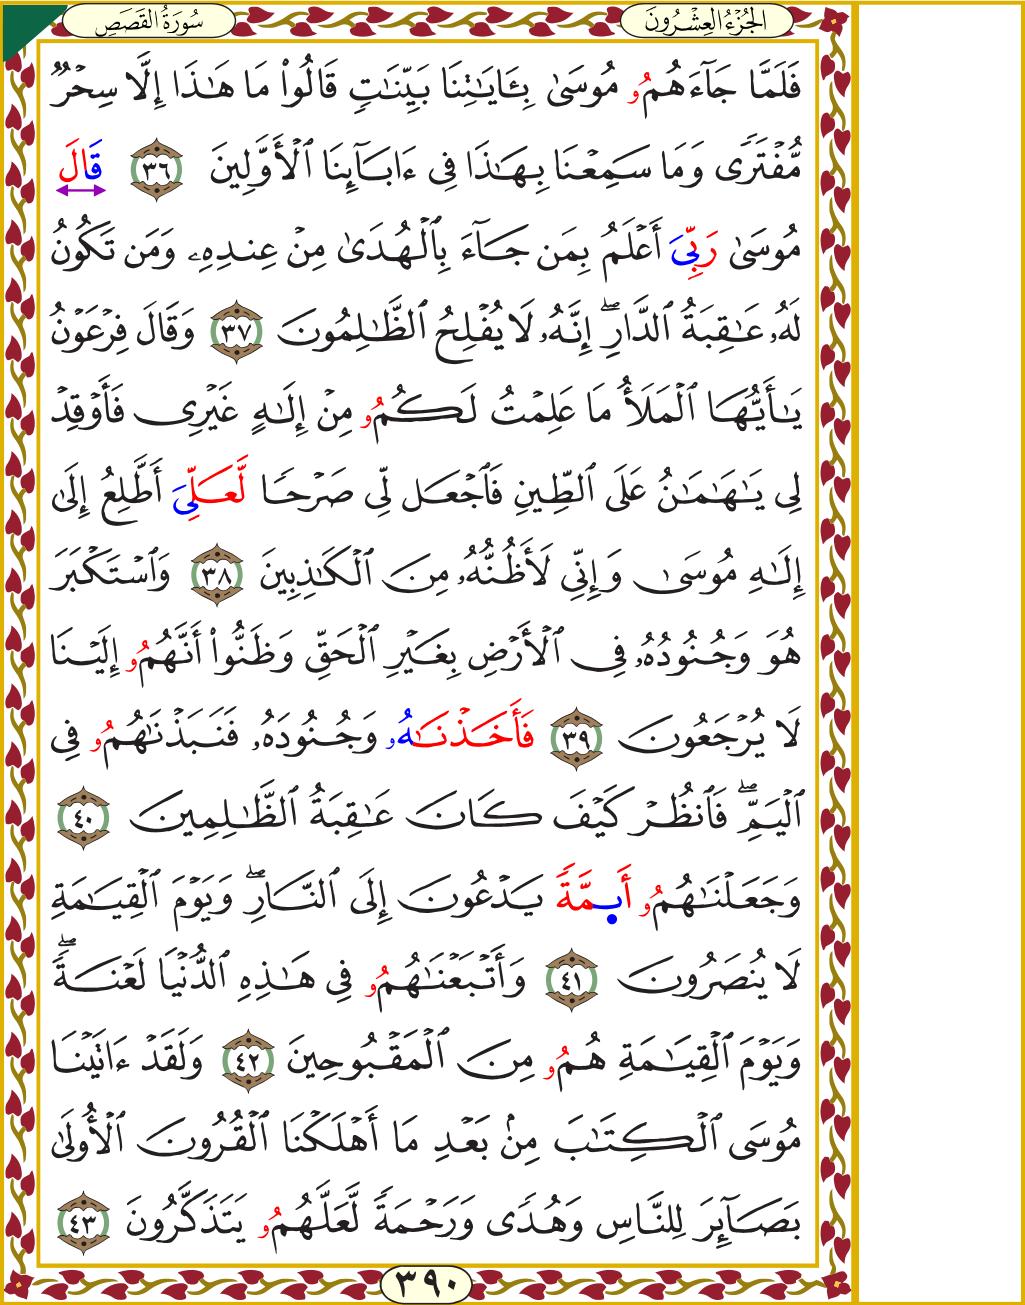 الجُزْءُ العِشْرُونَ
سُورَةُ القَصَصِ
فَلَمَّا جَآءَهُمُۥ مُوسَىٰ بِـَٔايَٰتِنَا بَيِّنَٰتٖ قَالُواْ مَا هَٰذَا إِلَّا سِحۡرٞ
مُّفۡتَرٗى وَمَا سَمِعۡنَا بِهَٰذَا فِيٓ ءَابَآئِنَا ٱلۡأَوَّلِينَ ٣٦ قَالَ
مُوسَىٰ رَبِّيَ أَعۡلَمُ بِمَن جَآءَ بِٱلۡهُدَىٰ مِنۡ عِندِهِۦ وَمَن تَكُونُ
لَهُۥ عَٰقِبَةُ ٱلدَّارِۖ إِنَّهُۥ لَا يُفۡلِحُ ٱلظَّٰلِمُونَ ٣٧ وَقَالَ فِرۡعَوۡنُ
يَٰأَيُّهَا ٱلۡمَلَأُ مَا عَلِمۡتُ لَكُمُۥ مِنۡ إِلَٰهٍ غَيۡرِي فَأَوۡقِدۡ
لِي يَٰهَٰمَٰنُ عَلَى ٱلطِّينِ فَٱجۡعَل لِّي صَرۡحٗا لَّعَلِّيَ أَطَّلِعُ إِلَىٰ
إِلَٰهِ مُوسَىٰ وَإِنِّي لَأَظُنُّهُۥ مِنَ ٱلۡكَٰذِبِينَ ٣٨ وَٱسۡتَكۡبَرَ
هُوَ وَجُنُودُهُۥ فِي ٱلۡأَرۡضِ بِغَيۡرِ ٱلۡحَقِّ وَظَنُّواْ أَنَّهُمُۥ إِلَيۡنَا
لَا يُرۡجَعُونَ ٣٩ فَأَخَذۡنَٰهُۥ وَجُنُودَهُۥ فَنَبَذۡنَٰهُمُۥ فِي
ٱلۡيَمِّۖ فَٱنظُرۡ كَيۡفَ كَانَ عَٰقِبَةُ ٱلظَّٰلِمِينَ ٤٠
وَجَعَلۡنَٰهُمُۥ أَىِٕمَّةٗ يَدۡعُونَ إِلَى ٱلنَّارِۖ وَيَوۡمَ ٱلۡقِيَٰمَةِ
لَا يُنصَرُونَ ٤١ وَأَتۡبَعۡنَٰهُمُۥ فِي هَٰذِهِ ٱلدُّنۡيَا لَعۡنَةٗۖ
وَيَوۡمَ ٱلۡقِيَٰمَةِ هُمُۥ مِنَ ٱلۡمَقۡبُوحِينَ ٤٢ وَلَقَدۡ ءَاتَيۡنَا
مُوسَى ٱلۡكِتَٰبَ مِنۢ بَعۡدِ مَا أَهۡلَكۡنَا ٱلۡقُرُونَ ٱلۡأُولَىٰ
بَصَآئِرَ لِلنَّاسِ وَهُدٗى وَرَحۡمَةٗ لَّعَلَّهُمُۥ يَتَذَكَّرُونَ ٤٣
٣٩٠